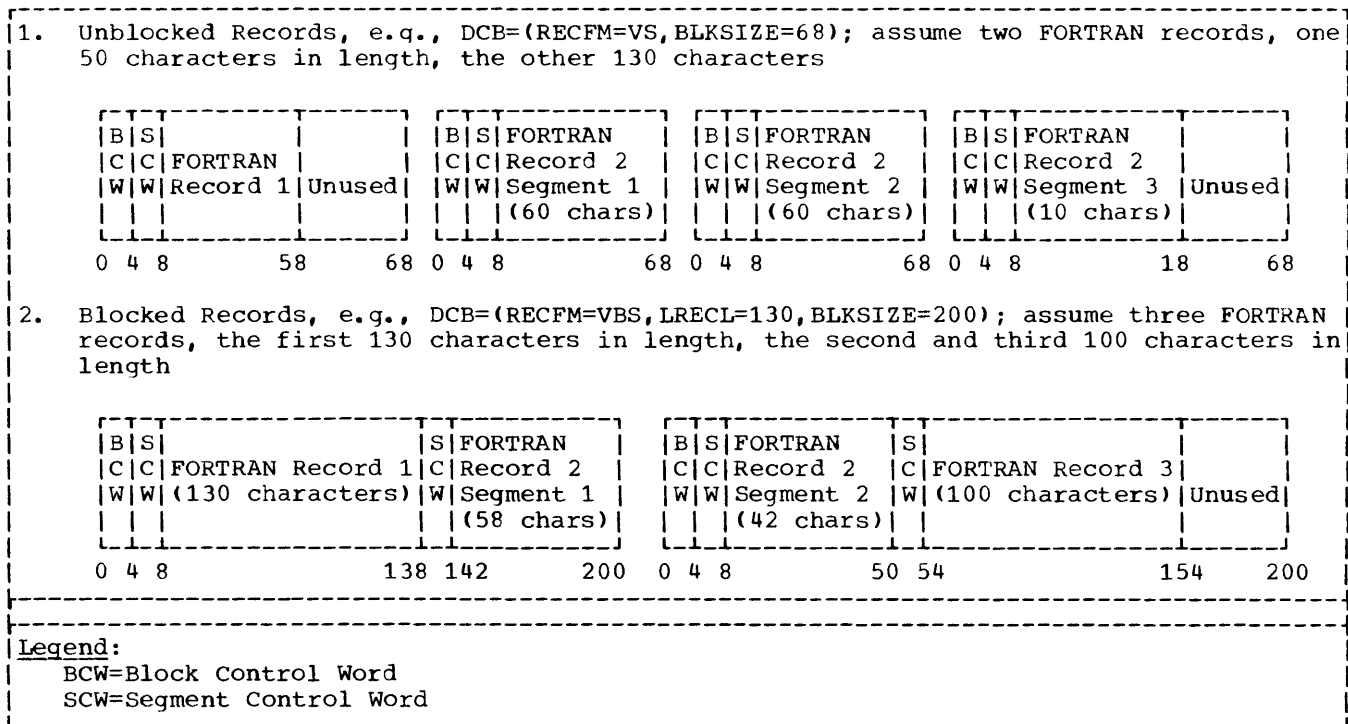 1. Unblocked Records, e.g., DCB=(RECFM=VS,BLKSIZE=68); assume two FORTRAN records, one
50 characters in length, the other 130 characters
B S B S FORTRAN B S FORTRAN B S FORTRAN
C C FORTRAN C C Record 2 C C Record 2 C C Record 2
W W Record 1 Unused W W Segment 1 W W Segment 2 W W Segment 3 Unused
(60 chars) (60 chars) (10 chars)
0 4 8 58 68 0 4 8 68 0 4 8 68 0 4 8 18 68
2. Blocked Records, e.g., DCB=(RECFM=VBS,LRECL=130,BLKSIZE=200); assume three FORTRAN
records, the first 130 characters in length, the second and third 100 characters in
length
B S S FORTRAN B S FORTRAN S
C C FORTRAN Record 1 C Record 2 C C Record 2 C FORTRAN Record 3
W W (130 characters) W Segment 1 W W Segment 2 W (100 characters) Unused
(58 chars) (42 chars)
0 4 8 138 142 200 0 4 8 50 54 154 200
Legend:
BCW=Block Control Word
SCW=Segment Control Word